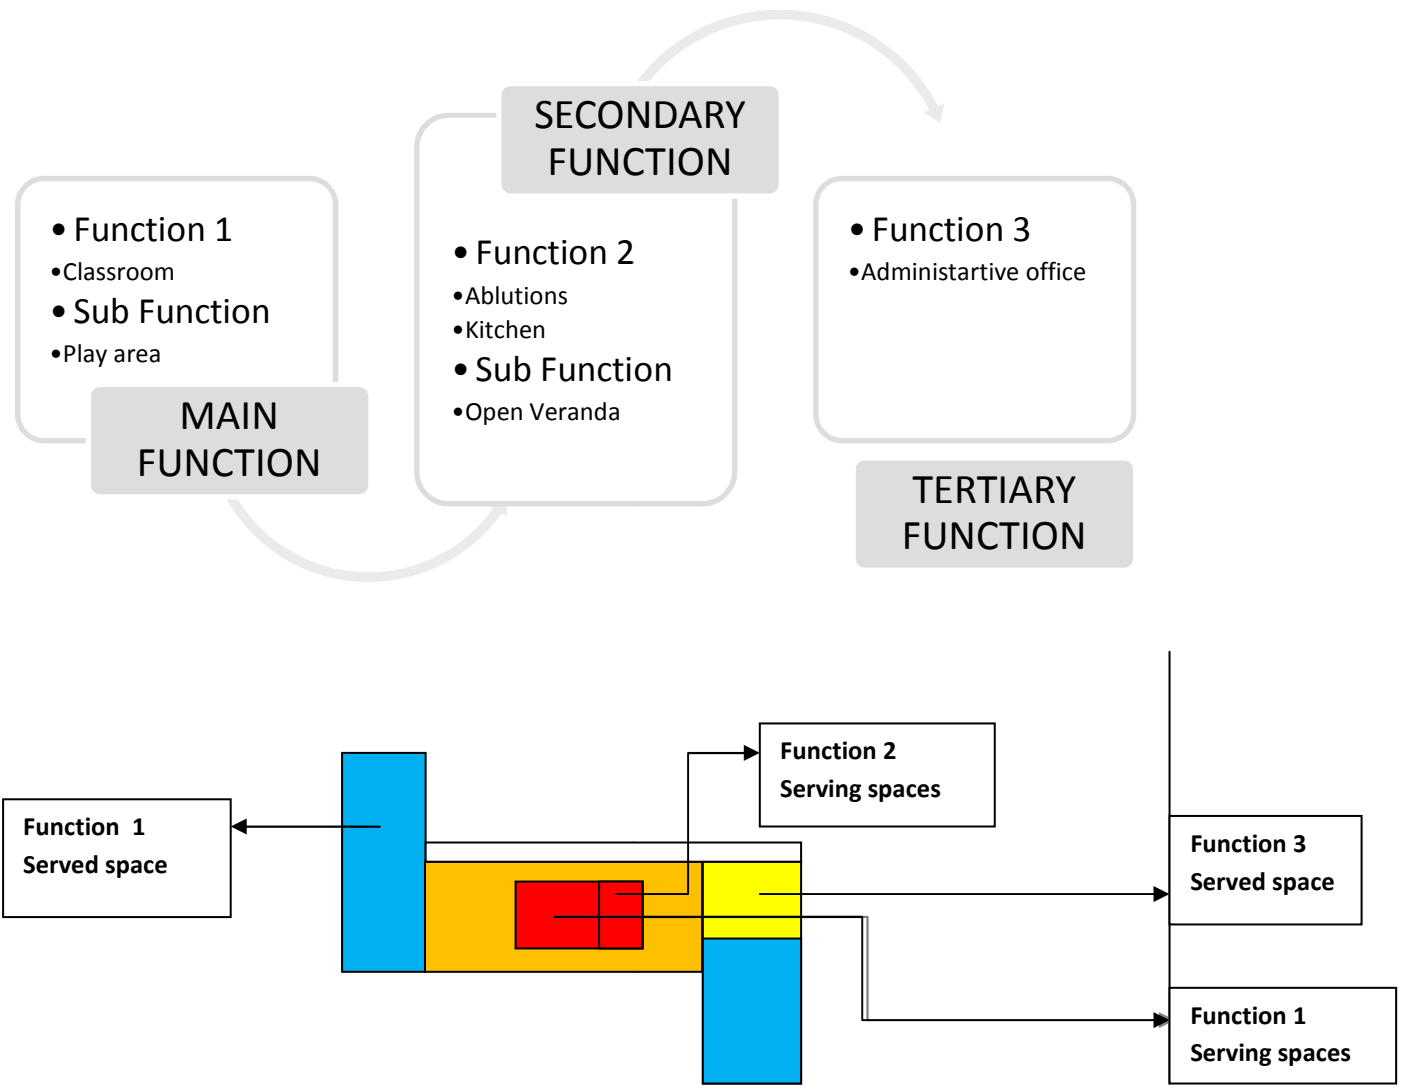 • Function 1
•Classroom
• Sub Function
•Play area
MAIN
FUNCTION
SECONDARY
FUNCTION
• Function 2
•Ablutions
•Kitchen
• Sub Function
•Open Veranda
• Function 3
•Administartive office
TERTIARY
FUNCTION
Function 1
Served space
Function 2
Serving spaces
Function 3
Served space
Function 1
Serving spaces